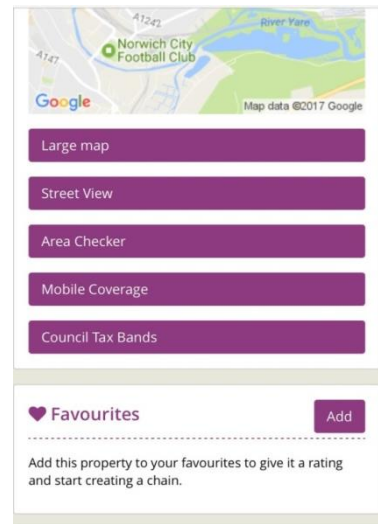 A1242
River Yare
Norwich City
Football Club
A147
Google
Map data ©2017 Google
Large map
Street View
Area Checker
Mobile Coverage
Council Tax Bands
Favourites
Add
Add this property to your favourites to give it a rating
and start creating a chain.